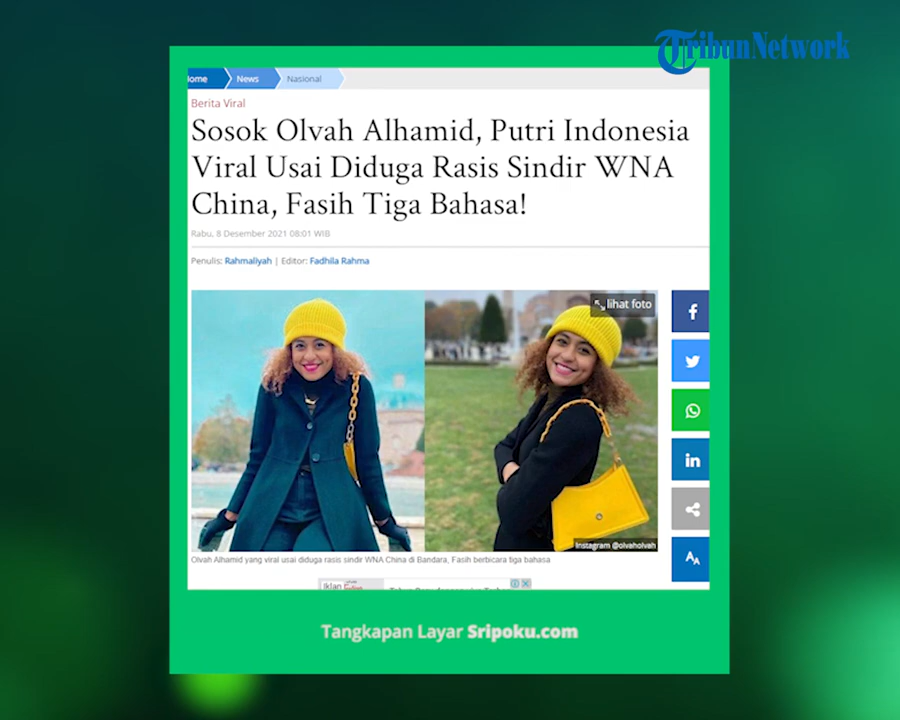 TribunNetwork
ome News Nasional
Berita Viral
Sosok Olvah Alhamid, Putri Indonesia
Viral Usai Diduga Rasis Sindir WNA
China, Fasih Tiga Bahasa!
Rabu, 8 Desember 2021 08:01 WIB
Penulis: Rahmaliyah | Editor: Fadhila Rahma
lihat foto
Instagram @olvaholvah
Olvah Alhamid yang viral usai diduga rasis sindir WNA China di Bandara, Fasih berbicara tiga bahasa
Iklan
Tangkapan Layar Sripoku.com